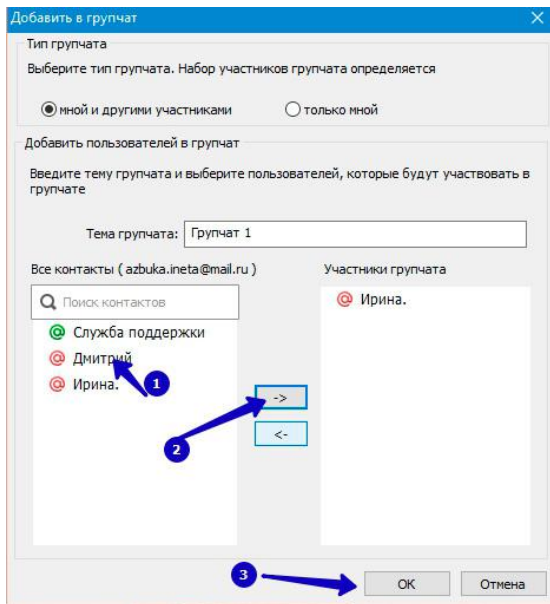 Добавить в групчат
Тип групчата
Выберите тип групчата. Набор участников групчата определяется
мной и другими участниками
только мной
Добавить пользователей в групчат
Введите тему групчата и выберите пользователей, которые будут участвовать в
групчате
Тема групчата: Групчат 1
Все контакты ( azbuka.ineta@mail.ru )
Участники групчата
Поиск контактов
Ирина.
Служба поддержки
Дмитрий
1
Ирина.
->
2
<-
3
OK
Отмена